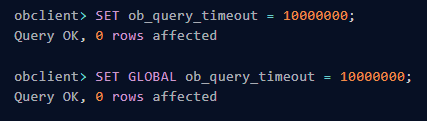 obclient> SET ob_query_timeout = 10000000;
Query OK, 0 rows affected
obclient> SET GLOBAL ob_query_timeout = 10000000;
Query OK, 0 rows affected